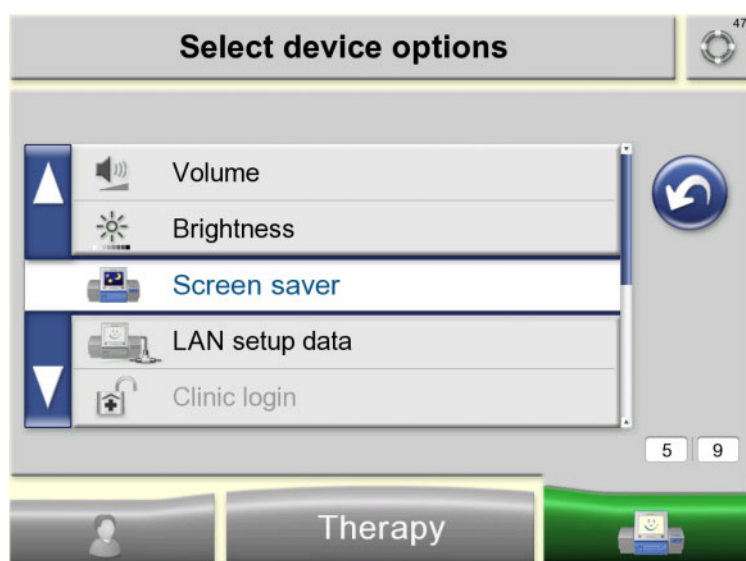 Select device options
47
Volume
Brightness
Screen saver
LAN setup data
Clinic login
5 9
Therapy